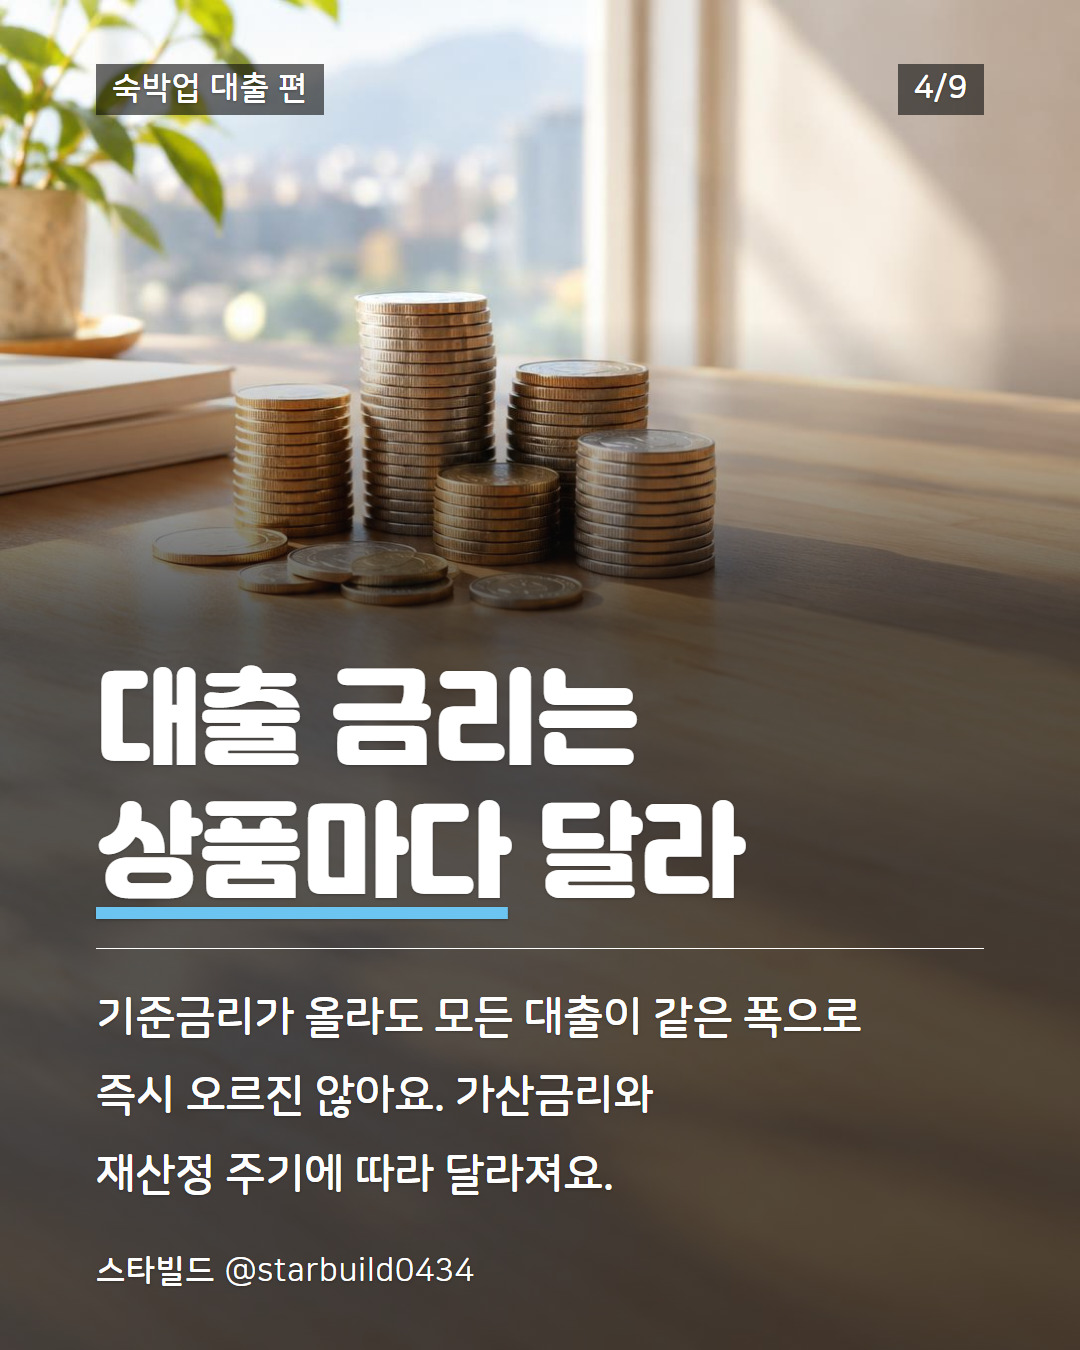 숙박업 대출 편
4/9
대출 금리는
상품마다 달라
기준금리가 올라도 모든 대출이 같은 폭으로
즉시 오르진 않아요. 가산금리와
재산정 주기에 따라 달라져요.
스타빌드 @starbuild0434